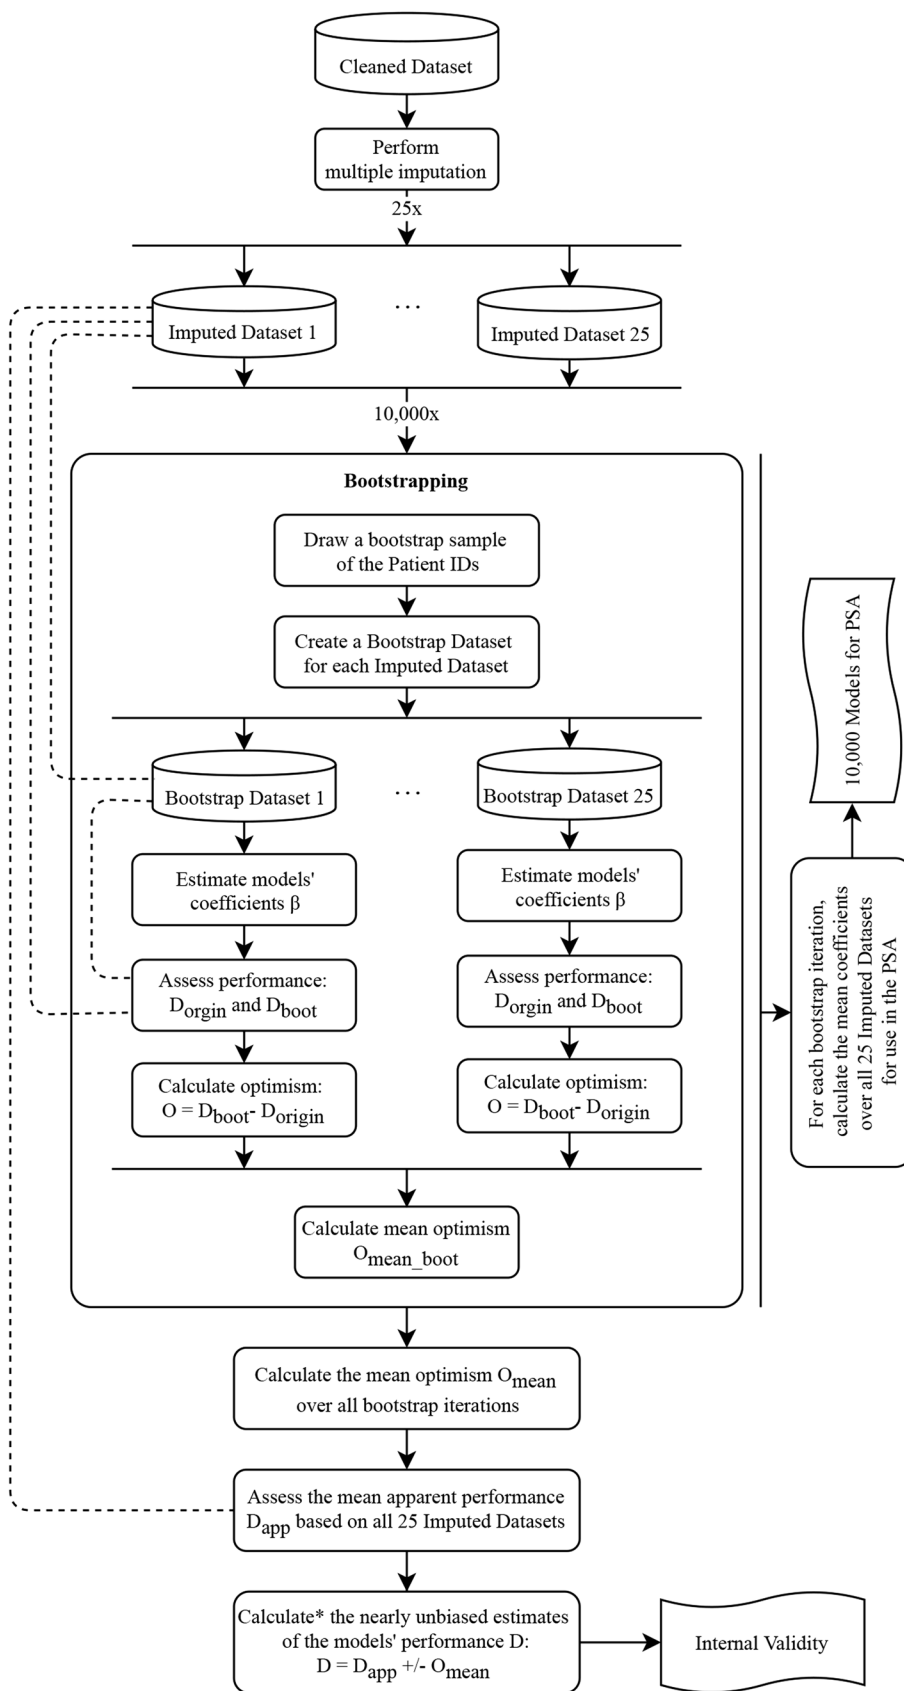 Cleaned Dataset
Perform
multiple imputation
25x
Imputed Dataset 1
...
Imputed Dataset 25
10,000x
Bootstrapping
Draw a bootstrap sample
of the Patient IDs
Create a Bootstrap Dataset
for each Imputed Dataset
Bootstrap Dataset 1
...
Bootstrap Dataset 25
Estimate models'
coefficients β
Estimate models'
coefficients β
Assess performance:
Dorgin and Dboot
Assess performance:
Dorgin and Dboot
Calculate optimism:
O = Dboot- Dorigin
Calculate optimism:
O = Dboot- Dorigin
Calculate mean optimism
Omean_boot
For each bootstrap iteration,
calculate the mean coefficients
over all 25 Imputed Datasets
for use in the PSA
10,000 Models for PSA
Calculate the mean optimism Omean
over all bootstrap iterations
Assess the mean apparent performance
Dapp based on all 25 Imputed Datasets
Calculate* the nearly unbiased estimates
of the models' performance D:
D = Dapp +/- Omean
Internal Validity